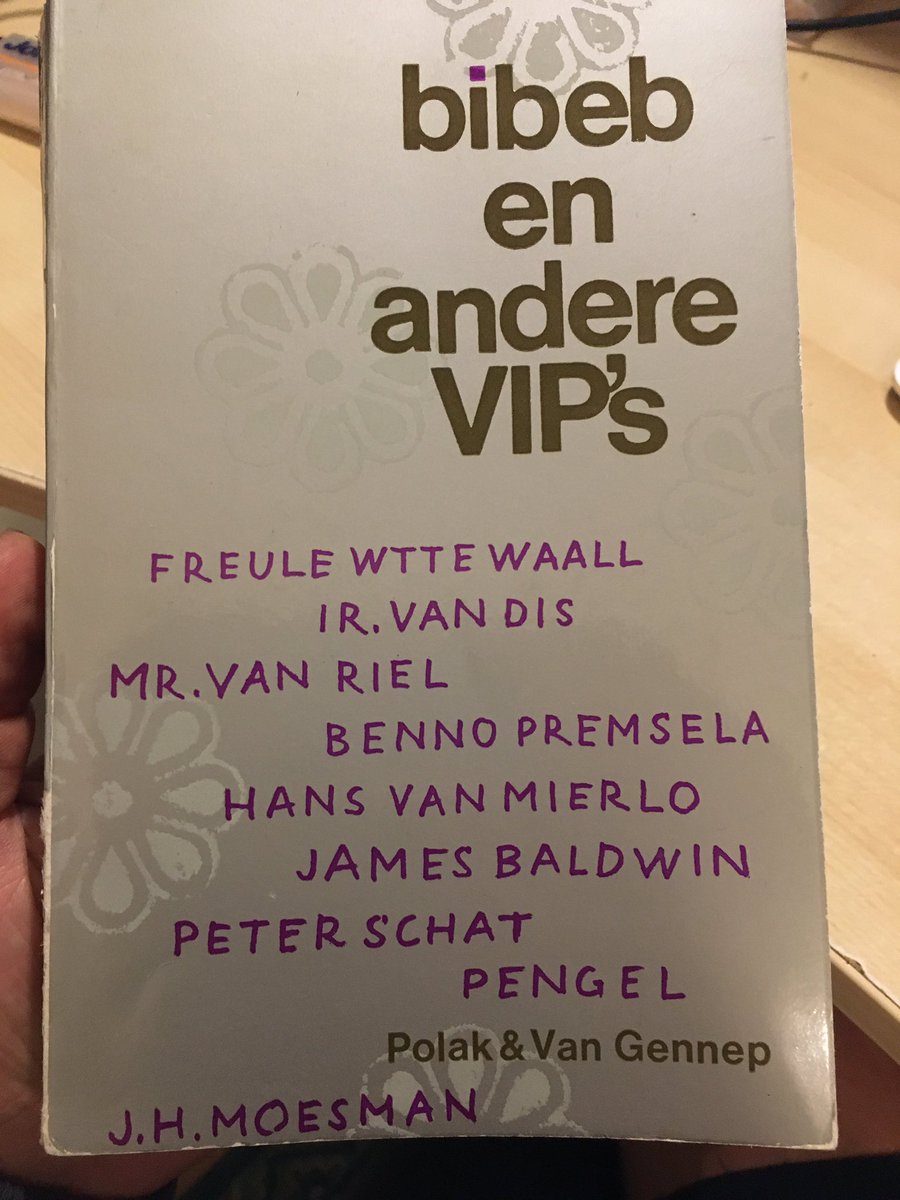 bibeb
en
andere
VIP's
FREULE WTTEWAALL
IR. VAN DIS
MR. VAN RIEL
BENNO PREMSELA
HANS VAN MIERLO
JAMES BALDWIN
PETER SCHAT
PENGEL
Polak & Van Gennep
J.H. MOESMAN